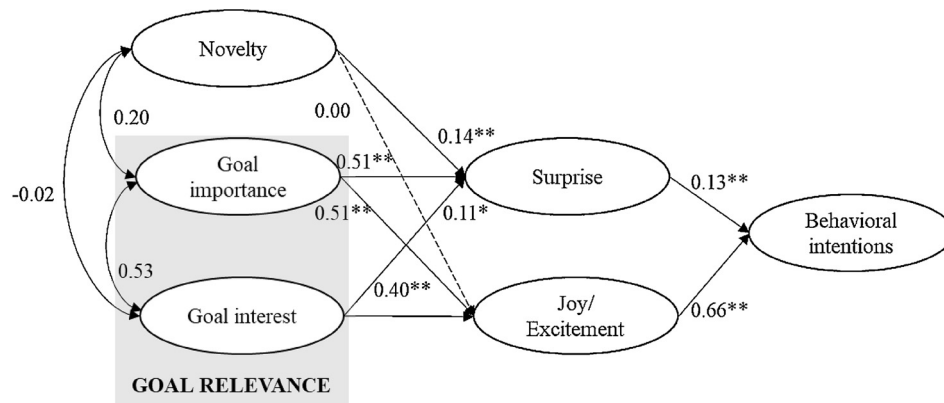 Novelty
0.20
0.00
0.14**
Goal
importance
0.51**
Surprise
0.13**
-0.02
0.51**
0.11*
Behavioral
intentions
0.53
Goal interest
0.40**
Joy/
Excitement
0.66**
GOAL RELEVANCE